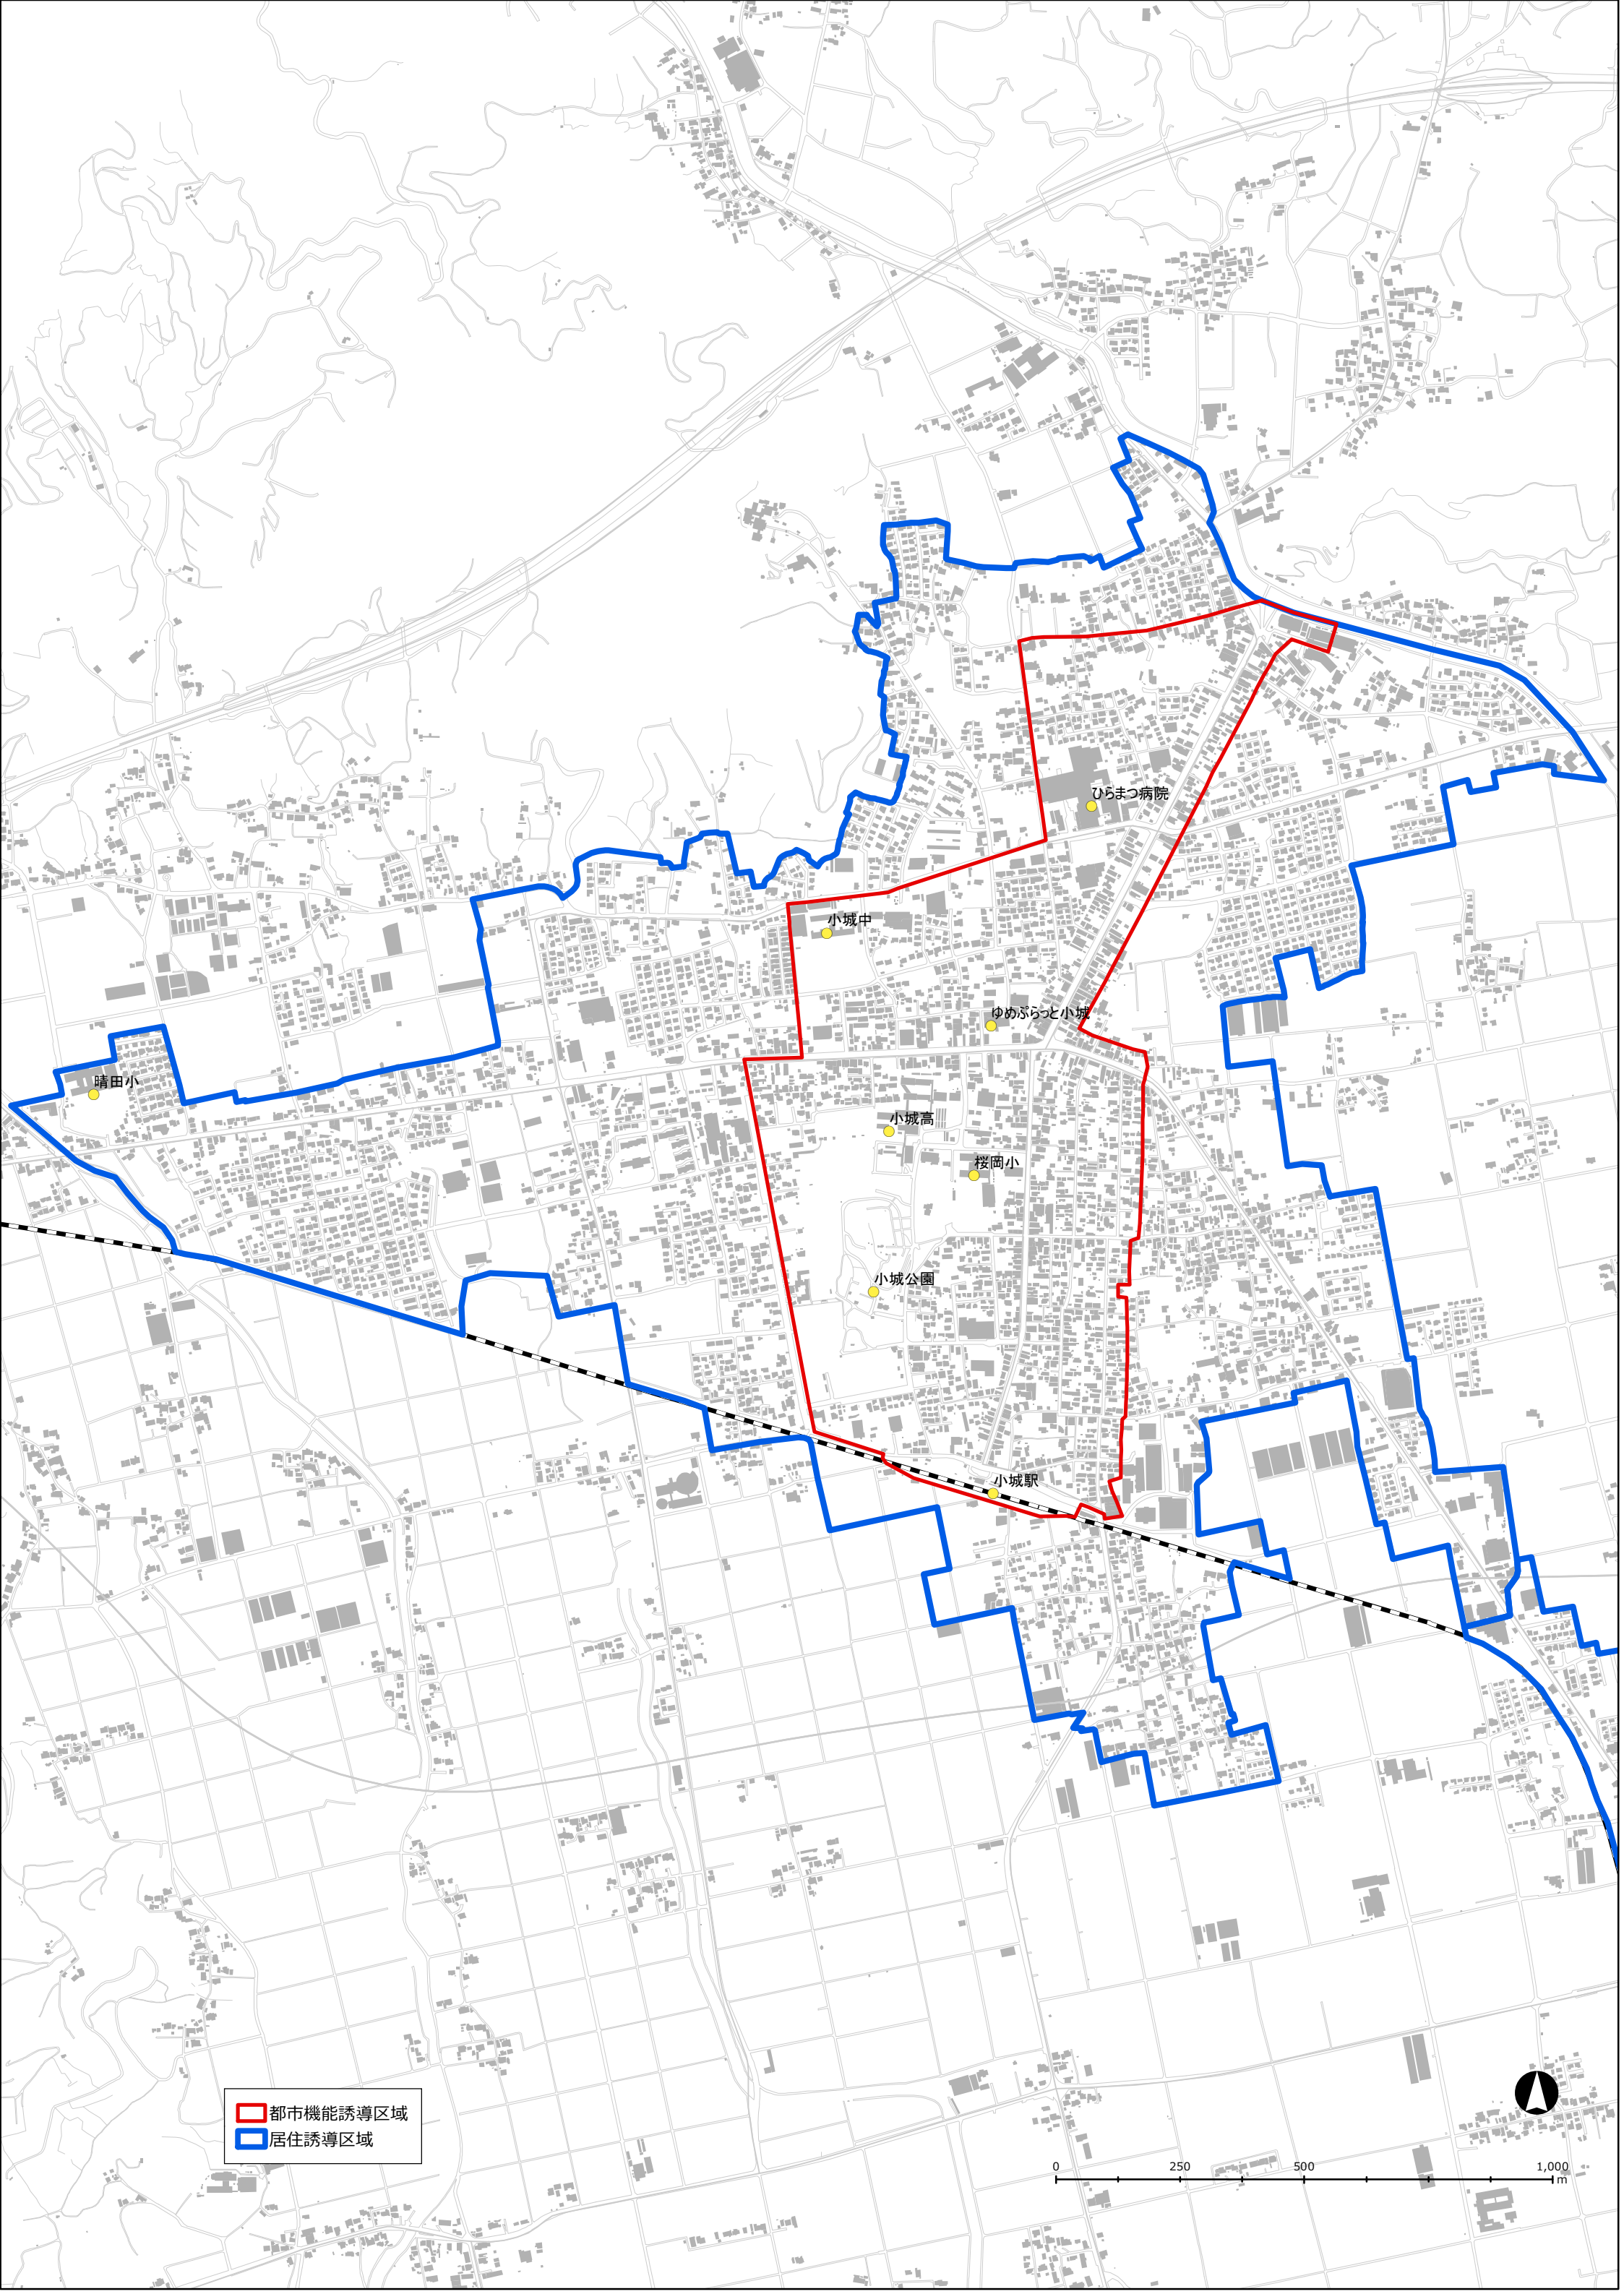 ひらまつ病院
小城中
ゆめぷらっと小城
晴田小
小城高
桜岡小
小城公園
小城駅
都市機能誘導区域
居住誘導区域
0 250 500 1,000
m